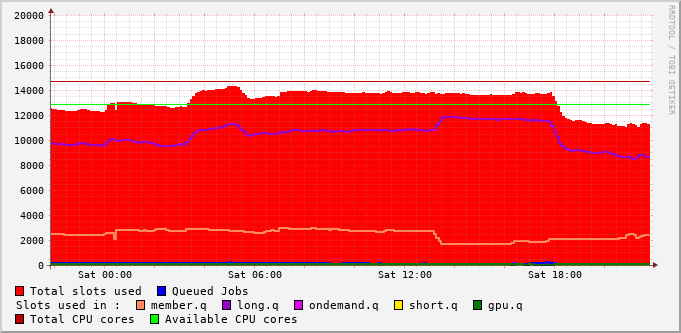 20000
18000
16000
14000
12000
10000
8000
6000
4000
2000
0
Sat 00:00 Sat 06:00 Sat 12:00 Sat 18:00
RRDTOOL / TOBI OETIKER
Total slots used Queued Jobs
Slots used in : member.q long.q ondemand.q short.q gpu.q
Total CPU cores Available CPU cores